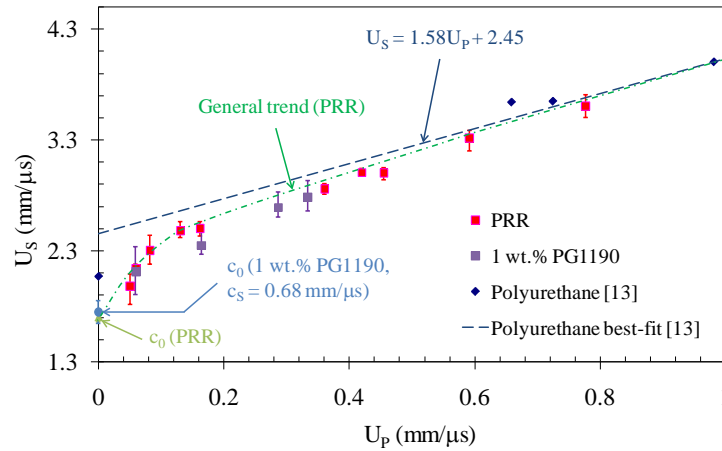 4.3
3.3
2.3
1.3
U_S (mm/μs)
U_S = 1.58U_P + 2.45
General trend (PRR)
PRR
1 wt.% PG1190
Polyurethane [13]
Polyurethane best-fit [13]
c_0 (1 wt.% PG1190,
c_S = 0.68 mm/μs)
c_0 (PRR)
0
0.2
0.4
0.6
0.8
U_P (mm/μs)